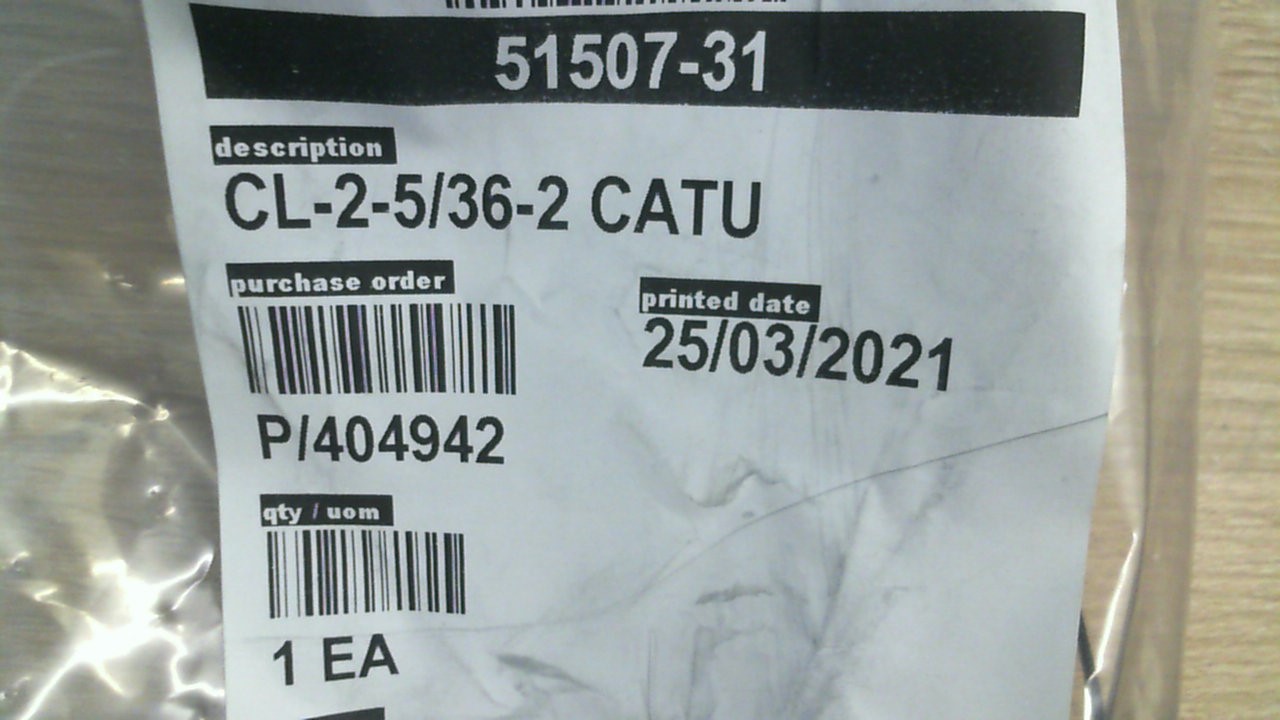 51507-31
description
CL-2-5/36-2 CATU
purchase order
printed date
25/03/2021
P/404942
qty / uom
1 EA